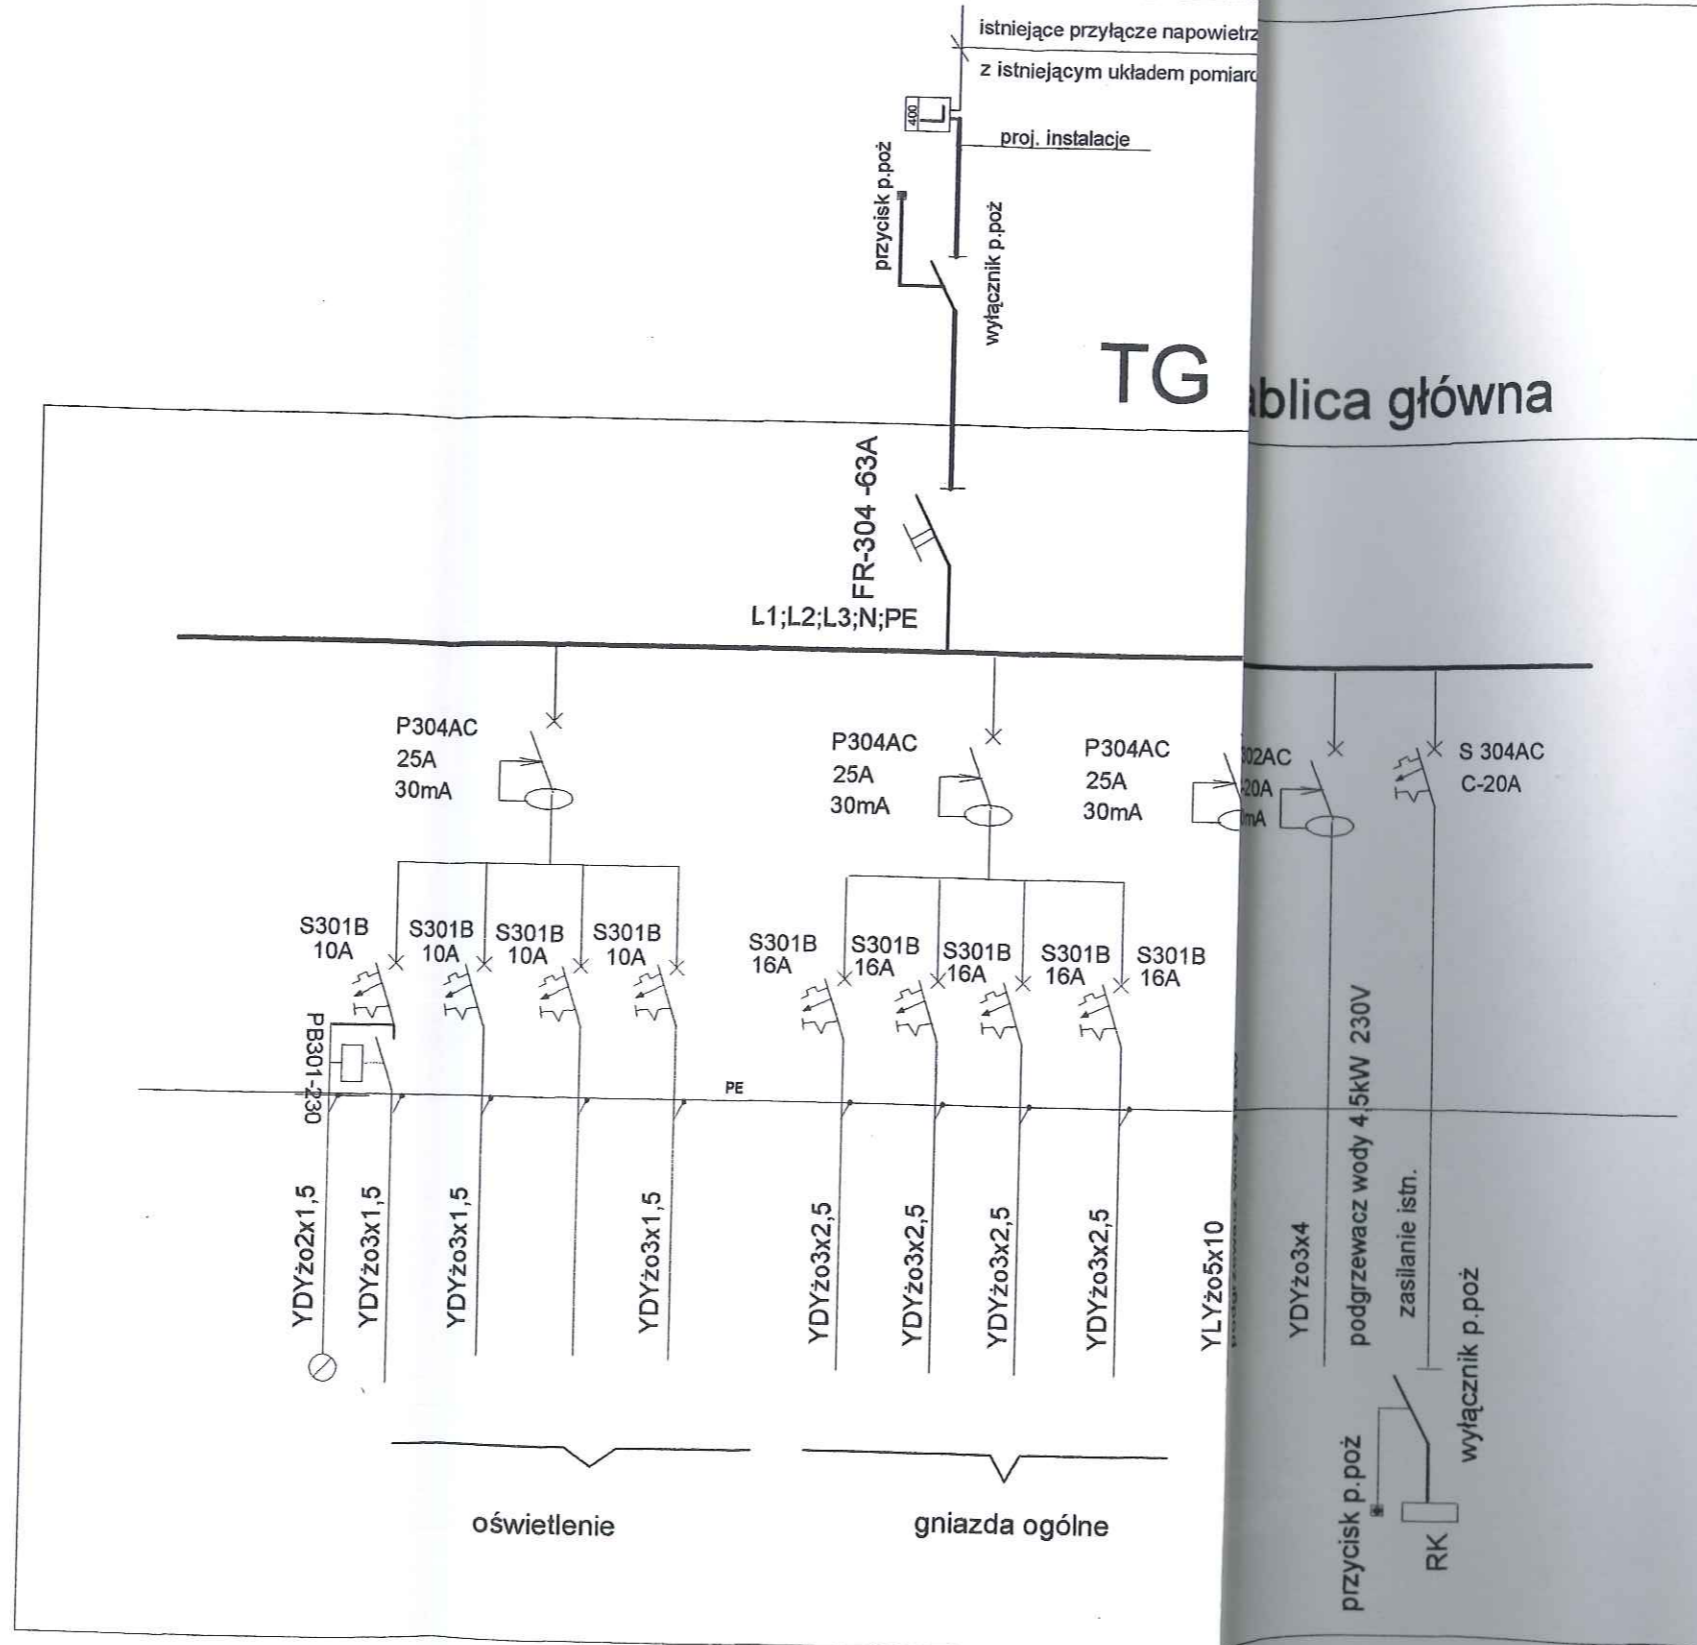 istniejące przyłącze napowietrz
z istniejącym układem pomiaro
400
L
proj. instalacje
przycisk p.poż
wyłącznik p.poż
TG
ablica główna
FR-304 -63A
L1;L2;L3;N;PE
P304AC
25A
30mA
P304AC
25A
30mA
P304AC
25A
30mA
302AC
-20A
0mA
S 304AC
C-20A
S301B
10A
S301B
10A
S301B
10A
S301B
10A
S301B
16A
S301B
16A
S301B
16A
S301B
16A
S301B
16A
PB301-230
PE
YDYżo2x1,5
YDYżo3x1,5
YDYżo3x1,5
YDYżo3x1,5
YDYżo3x2,5
YDYżo3x2,5
YDYżo3x2,5
YDYżo3x2,5
YLYżo5x10
YDYżo3x4
podgrzewacz wody 4,5kW 230V
zasilanie istn.
wyłącznik p.poż
przycisk p.poż
RK
oświetlenie
gniazda ogólne